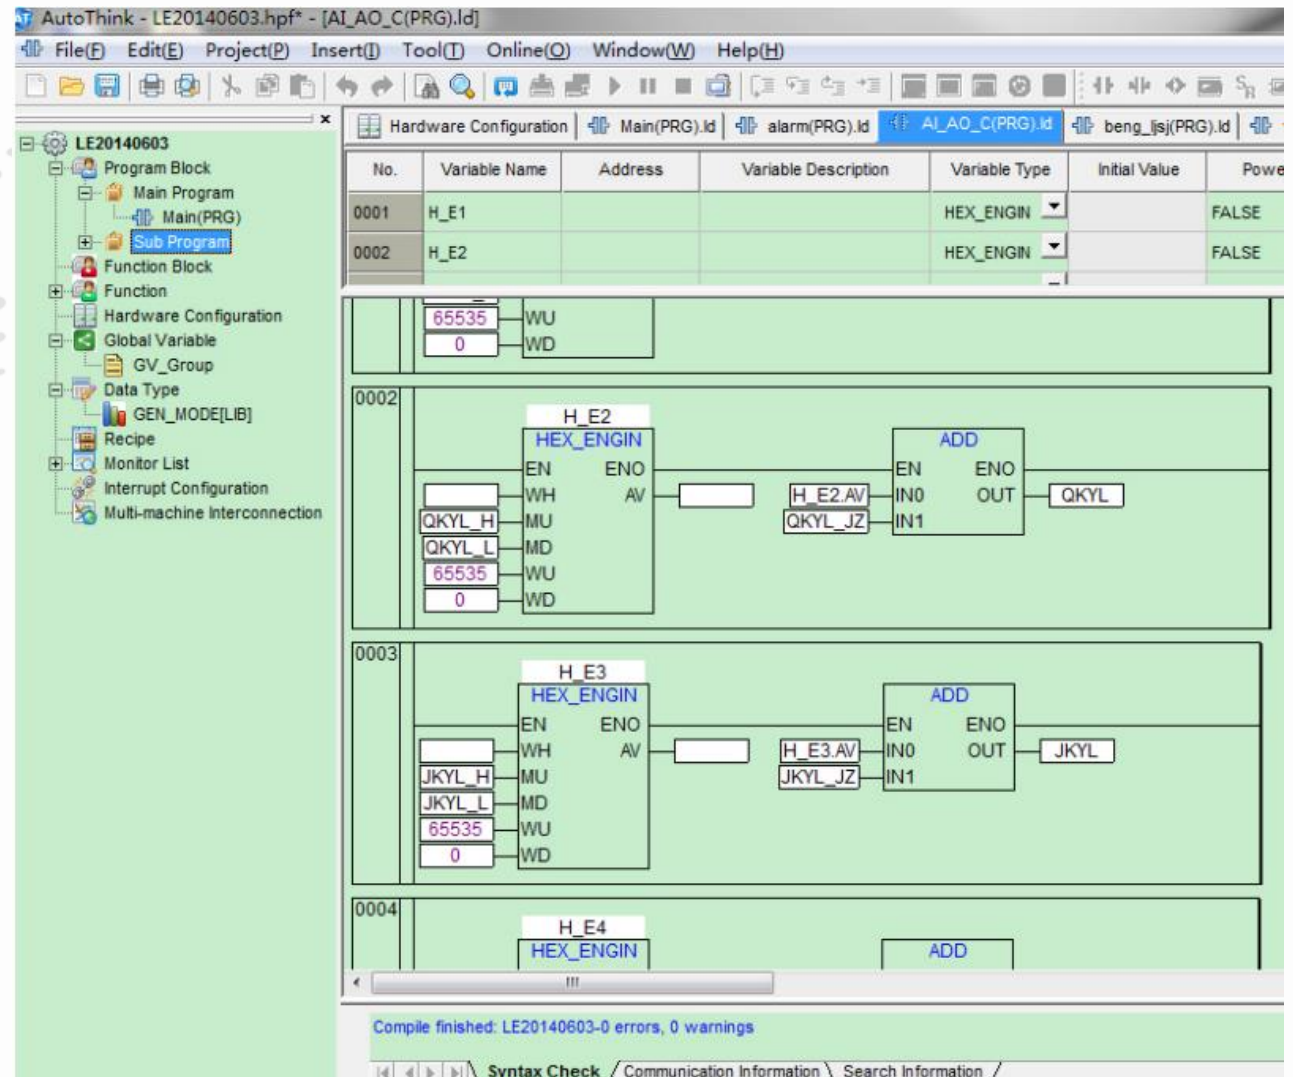 AutoThink - LE20140603.hpf* - [AI_AO_C(PRG).ld]
File(F) Edit(E) Project(P) Insert(I) Tool(T) Online(O) Window(W) Help(H)
Hardware Configuration Main(PRG).ld alarm(PRG).ld AI_AO_C(PRG).ld beng_ljsj(PRG).ld
LE20140603
Program Block
Main Program
Main(PRG)
Sub Program
Function Block
Function
Hardware Configuration
Global Variable
GV_Group
Data Type
GEN_MODE[LIB]
Recipe
Monitor List
Interrupt Configuration
Multi-machine Interconnection
No. Variable Name Address Variable Description Variable Type Initial Value Powe
0001 H_E1 HEX_ENGIN FALSE
0002 H_E2 HEX_ENGIN FALSE
65535 WU
0 WD
0002
H_E2
HEX_ENGIN ADD
EN ENO EN ENO
WH AV H_E2.AV IN0 OUT QKYL
QKYL_H MU QKYL_JZ IN1
QKYL_L MD
65535 WU
0 WD
0003
H_E3
HEX_ENGIN ADD
EN ENO EN ENO
WH AV H_E3.AV IN0 OUT JKYL
JKYL_H MU JKYL_JZ IN1
JKYL_L MD
65535 WU
0 WD
0004
H_E4
HEX_ENGIN ADD
Compile finished: LE20140603-0 errors, 0 warnings
Syntax Check Communication Information Search Information